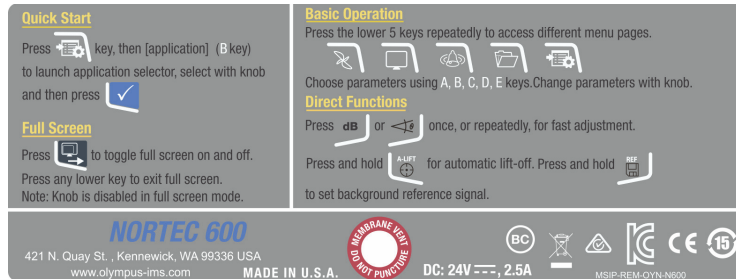 Quick Start
Press key, then [application] (B key)
to launch application selector, select with knob
and then press
Full Screen
Press to toggle full screen on and off.
Press any lower key to exit full screen.
Note: Knob is disabled in full screen mode.
Basic Operation
Press the lower 5 keys repeatedly to access different menu pages.
Choose parameters using A, B, C, D, E keys.Change parameters with knob.
Direct Functions
Press dB or θ once, or repeatedly, for fast adjustment.
Press and hold A-LIFT for automatic lift-off. Press and hold REF
to set background reference signal.
NORTEC 600
421 N. Quay St. , Kennewick, WA 99336 USA
www.olympus-ims.com
MADE IN U.S.A.
MEMBRANE VENT
DO NOT PUNCTURE
DC: 24V, 2.5A
BC
CE
15
MSIP-REM-OYN-N600